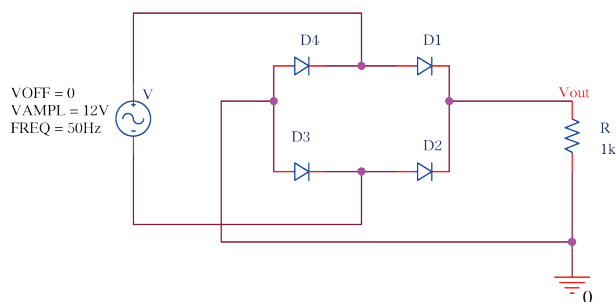 D4
D1
VOFF = 0
VAMPL = 12V
FREQ = 50Hz
V
Vout
R
1k
D3
D2
0